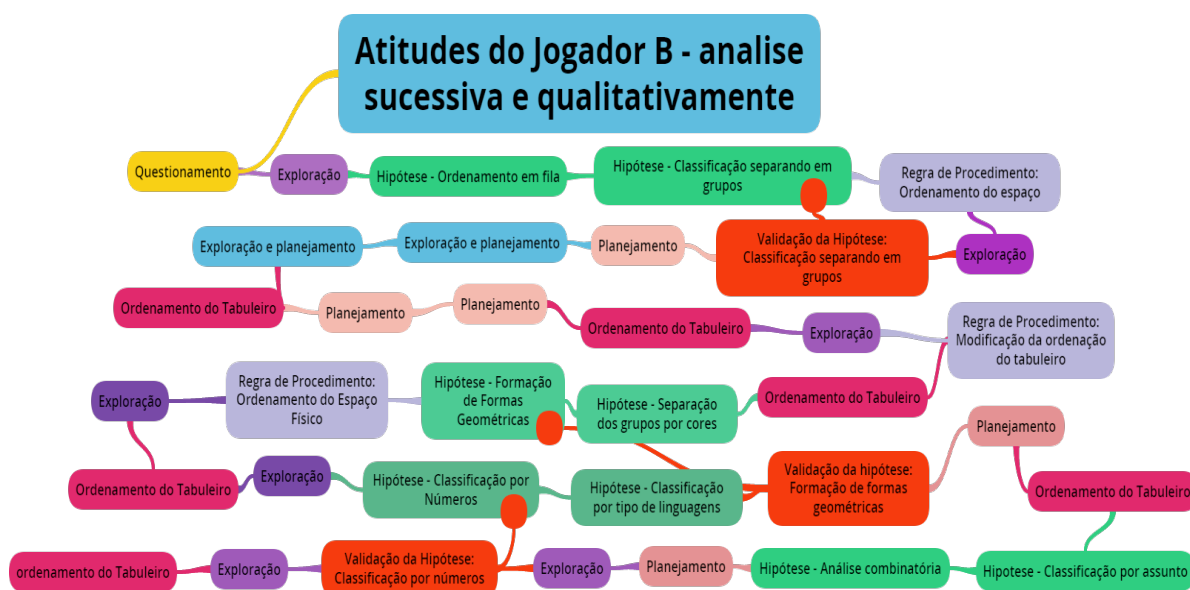 Atitudes do Jogador B - analise
sucessiva e qualitativamente
Questionamento
Exploração
Hipótese - Ordenamento em fila
Hipótese - Classificação separando em
grupos
Regra de Procedimento:
Ordenamento do espaço
Exploração e planejamento
Exploração e planejamento
Planejamento
Validação da Hipótese:
Classificação separando em
grupos
Exploração
Ordenamento do Tabuleiro
Planejamento
Planejamento
Ordenamento do Tabuleiro
Exploração
Regra de Procedimento:
Modificação da ordenação
do tabuleiro
Exploração
Regra de Procedimento:
Ordenamento do Espaço
Físico
Hipótese - Formação
de Formas
Geométricas
Hipótese - Separação
dos grupos por cores
Ordenamento do Tabuleiro
Planejamento
Ordenamento do Tabuleiro
Exploração
Hipótese - Classificação por
Números
Hipótese - Classificação
por tipo de linguagens
Validação da hipótese:
Formação de formas
geométricas
Ordenamento do Tabuleiro
ordenamento do Tabuleiro
Exploração
Validação da Hipótese:
Classificação por números
Exploração
Planejamento
Hipótese - Análise combinatória
Hipotese - Classificação por assunto